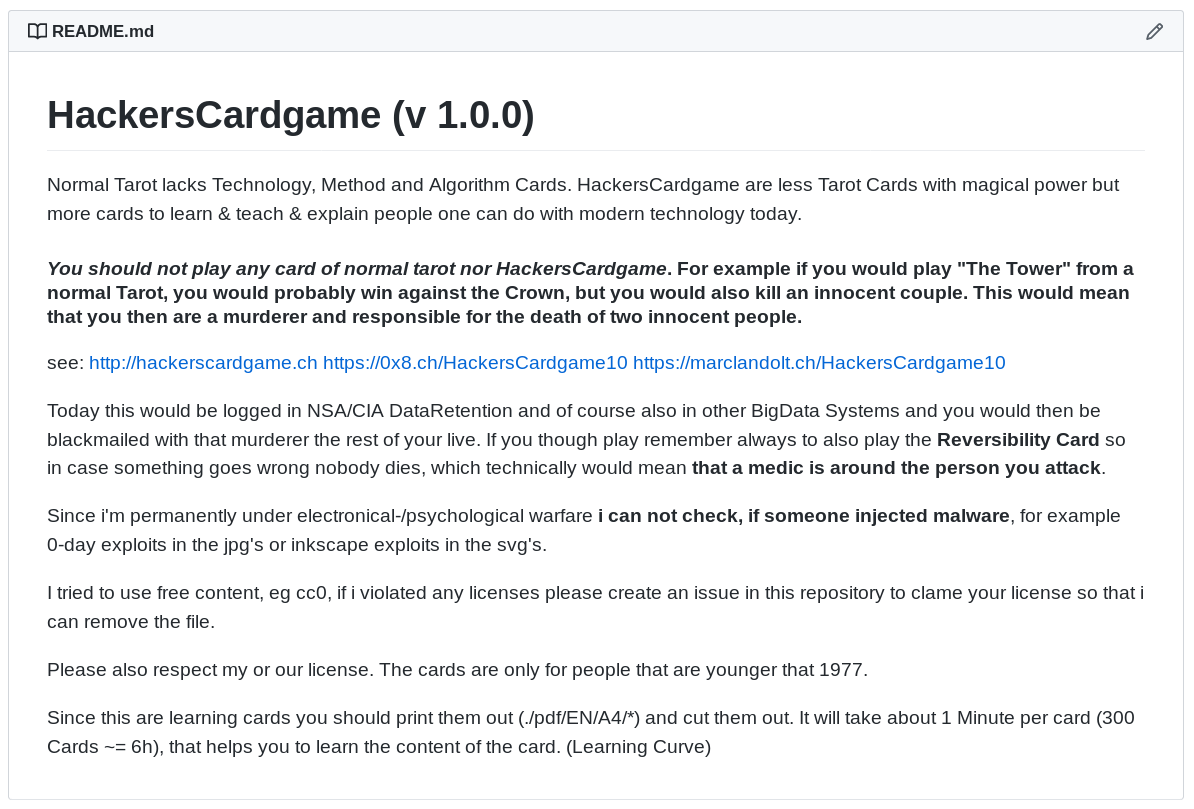 README.md
HackersCardgame (v 1.0.0)
Normal Tarot lacks Technology, Method and Algorithm Cards. HackersCardgame are less Tarot Cards with magical power but
more cards to learn & teach & explain people one can do with modern technology today.
You should not play any card of normal tarot nor HackersCardgame. For example if you would play "The Tower" from a
normal Tarot, you would probably win against the Crown, but you would also kill an innocent couple. This would mean
that you then are a murderer and responsible for the death of two innocent people.
see: http://hackerscardgame.ch https://0x8.ch/HackersCardgame10 https://marclandolt.ch/HackersCardgame10
Today this would be logged in NSA/CIA DataRetention and of course also in other BigData Systems and you would then be
blackmailed with that murderer the rest of your live. If you though play remember always to also play the Reversibility Card so
in case something goes wrong nobody dies, which technically would mean that a medic is around the person you attack.
Since i'm permanently under electronical-/psychological warfare i can not check, if someone injected malware, for example
0-day exploits in the jpg's or inkscape exploits in the svg's.
I tried to use free content, eg cc0, if i violated any licenses please create an issue in this repository to clame your license so that i
can remove the file.
Please also respect my or our license. The cards are only for people that are younger that 1977.
Since this are learning cards you should print them out (./pdf/EN/A4/*) and cut them out. It will take about 1 Minute per card (300
Cards ~= 6h), that helps you to learn the content of the card. (Learning Curve)